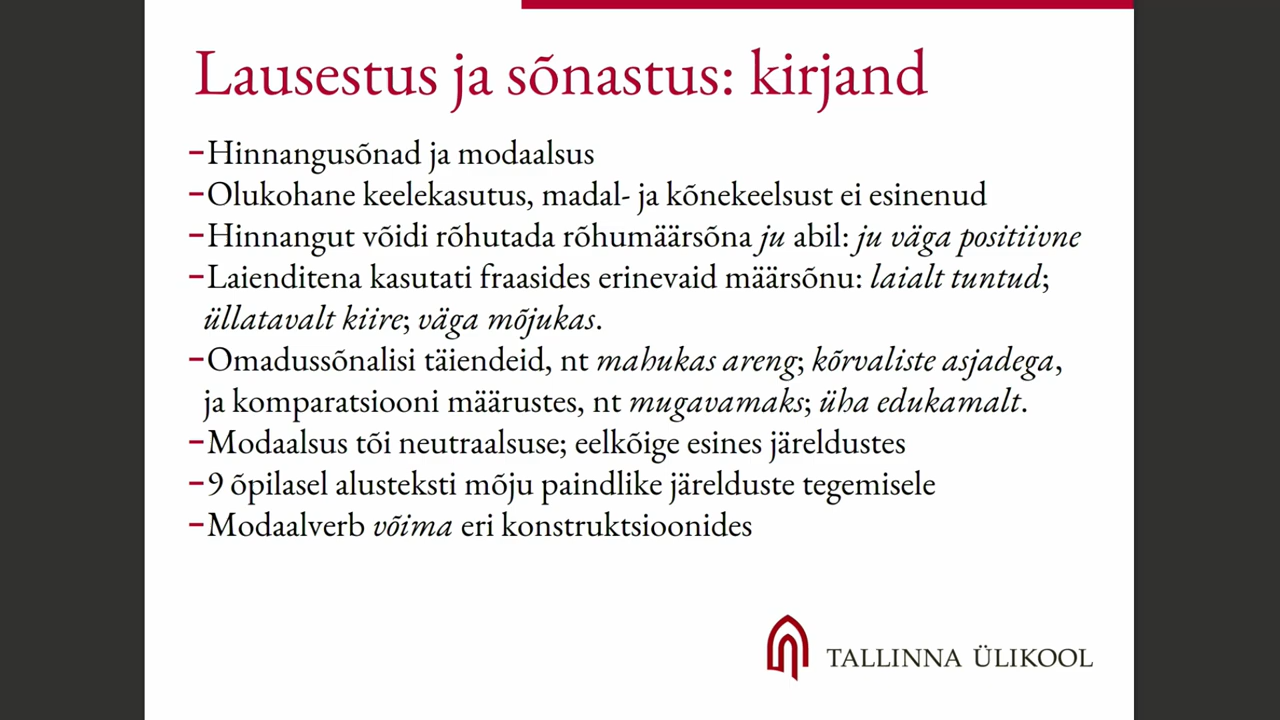 Lausestus ja sõnastus: kirjand
–Hinnangusõnad ja modaalsus
–Olukohane keelekasutus, madal- ja kõnekeelsust ei esinenud
–Hinnangut võidi rõhutada rõhumäärsõna ju abil: ju väga positiivne
–Laienditena kasutati fraasides erinevaid määrsõnu: laialt tuntud;
üllatavalt kiire; väga mõjukas.
–Omadussõnalisi täiendeid, nt mahukas areng; kõrvaliste asjadega,
ja komparatsiooni määrustes, nt mugavamaks; üha edukamalt.
–Modaalsus tõi neutraalsuse; eelkõige esines järeldustes
–9 õpilasel alusteksti mõju paindlike järelduste tegemisele
–Modaalverb võima eri konstruktsioonides
TALLINNA ÜLIKOOL